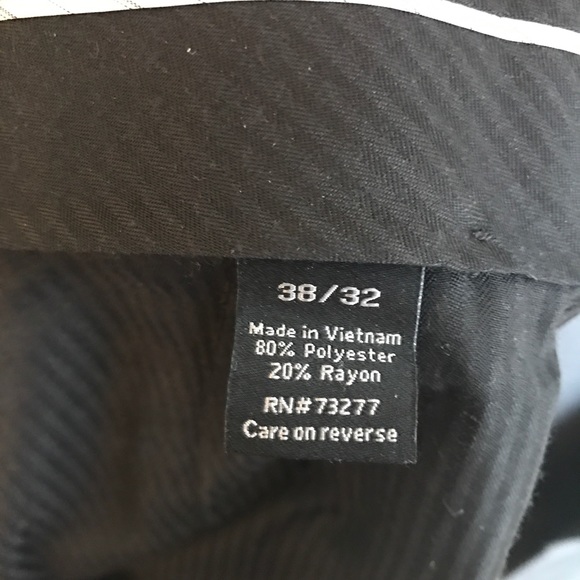 38/32
Made in Vietnam
80% Polyester
20% Rayon
RN#73277
Care on reverse